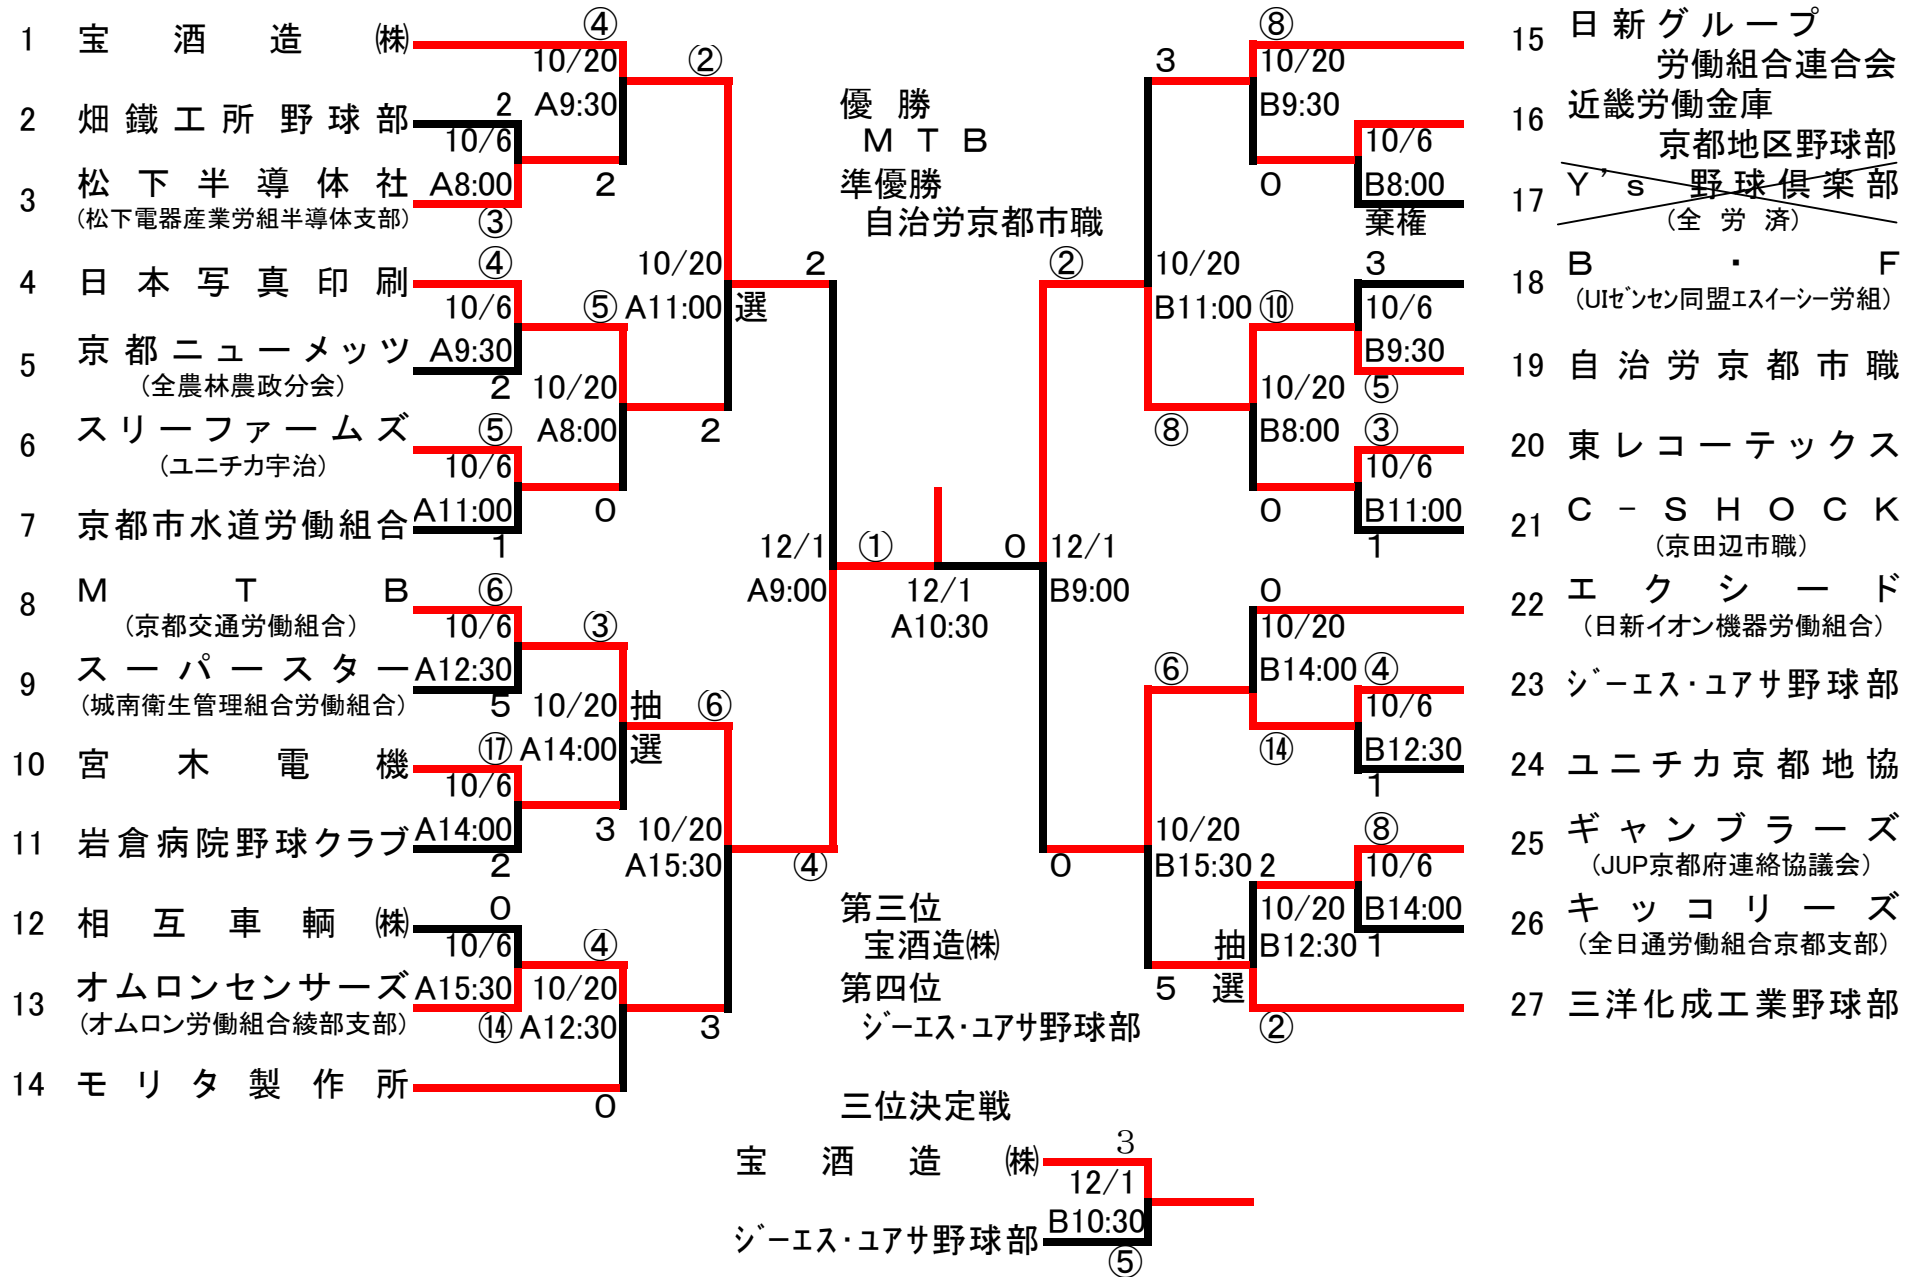 1 宝酒造㈱
④
10/20
A9:30
②
2 畑鐵工所野球部
2
10/6
A8:00
3 松下半導体社
(松下電器産業労組半導体支部)
③
2
4 日本写真印刷
④
10/6
A9:30
⑤
10/20
A11:00
選
2
5 京都ニューメッツ
(全農林農政分会)
2
10/20
A8:00
2
6 スリーファームズ
(ユニチカ宇治)
⑤
10/6
A11:00
0
7 京都市水道労働組合
1
8 MTB
(京都交通労働組合)
⑥
10/6
A12:30
③
9 スーパースター
(城南衛生管理組合労働組合)
5
10/20
A14:00
抽
選
⑥
10 宮木電機
⑰
10/6
A14:00
3
11 岩倉病院野球クラブ
2
10/20
A15:30
④
12 相互車輌㈱
0
10/6
A15:30
④
13 オムロンセンサーズ
(オムロン労働組合綾部支部)
⑭
10/20
A12:30
3
14 モリタ製作所
0
優勝
MTB
準優勝
自治労京都市職
12/1
A9:00
①
12/1
A10:30
0
12/1
B9:00
第三位
宝酒造㈱
第四位
ジーエス・ユアサ野球部
三位決定戦
宝酒造㈱
3
12/1
B10:30
ジーエス・ユアサ野球部
⑤
15 日新グループ
労働組合連合会
⑧
10/20
B9:30
3
16 近畿労働金庫
京都地区野球部
10/6
B8:00
0
17 Y's野球倶楽部
(全労済)
棄権
18 B・F
(UIゼンセン同盟エスイーシー労組)
3
10/6
B9:30
⑩
10/20
B11:00
②
19 自治労京都市職
⑤
10/20
B8:00
⑧
20 東レコーテックス
③
10/6
B11:00
0
21 C-SHOCK
(京田辺市職)
1
22 エクシード
(日新イオン機器労働組合)
0
10/20
B14:00
⑥
23 ジーエス・ユアサ野球部
④
10/6
B12:30
⑭
24 ユニチカ京都地協
1
25 ギャンブラーズ
(JUP京都府連絡協議会)
⑧
10/6
B14:00
2
10/20
B15:30
0
26 キッコリーズ
(全日通労働組合京都支部)
1
10/20
B12:30
抽
選
5
27 三洋化成工業野球部
②